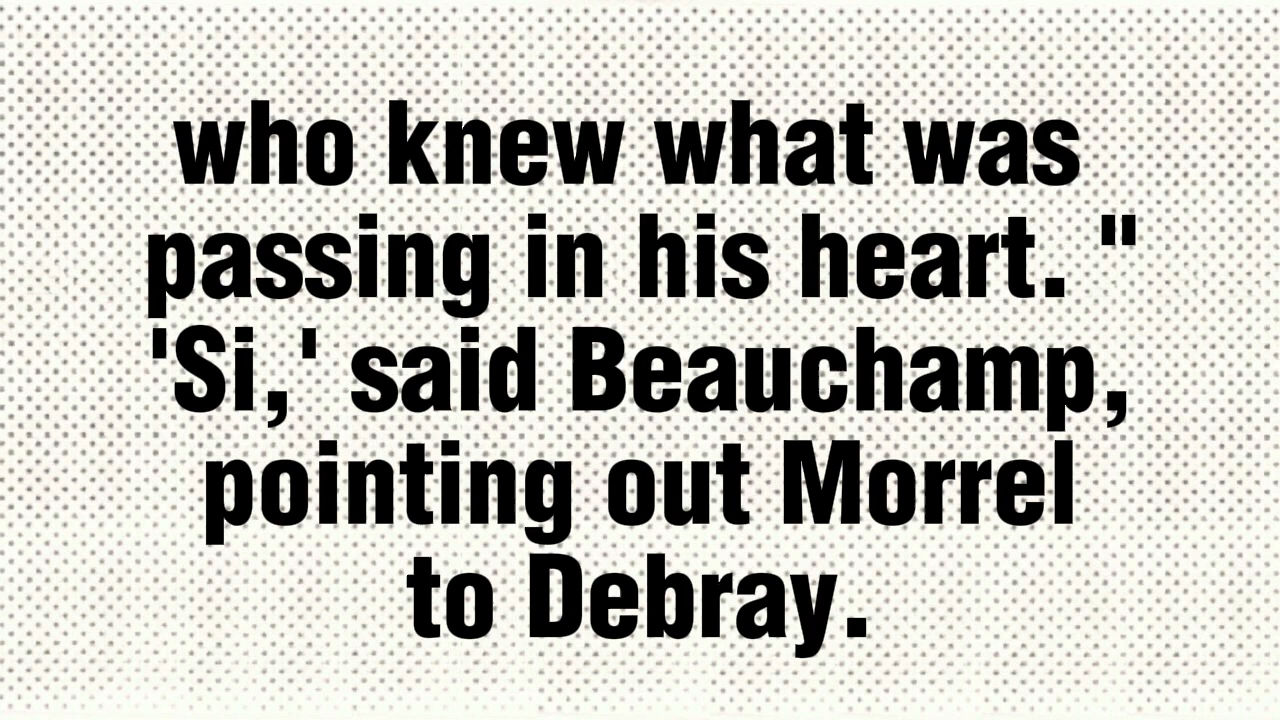 who knew what was
passing in his heart. "
'Si,' said Beauchamp,
pointing out Morrel
to Debray.